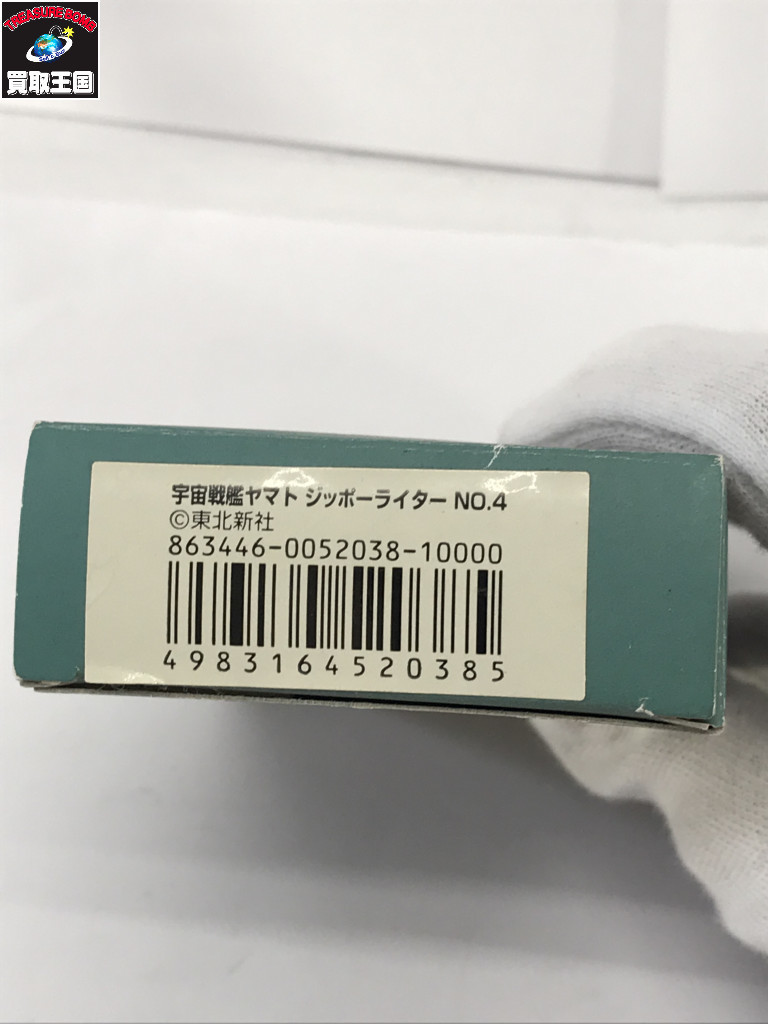 TREASURE BOMB
買取王国
宇宙戦艦ヤマト ジッポーライター NO.4
©東北新社
863446-0052038-10000
4983164520385